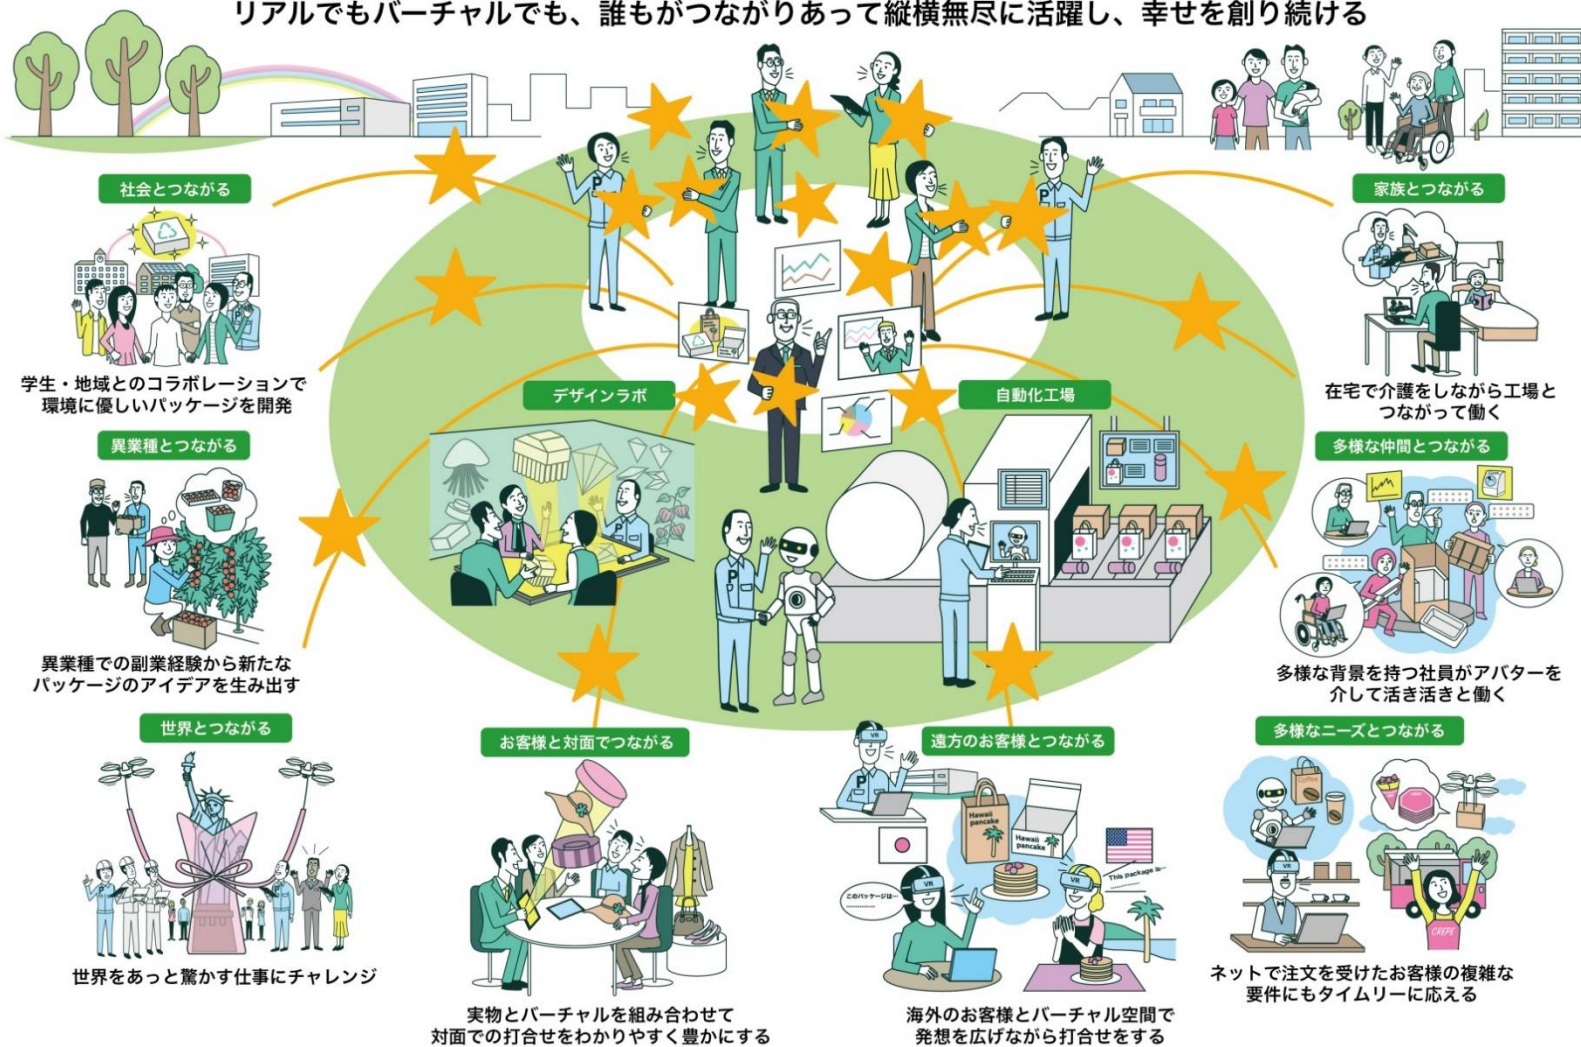 リアルでもバーチャルでも、誰もがつながりあって縦横無尽に活躍し、幸せを創り続ける
社会とつながる
学生・地域とのコラボレーションで
環境に優しいパッケージを開発
異業種とつながる
異業種での副業経験から新たな
パッケージのアイデアを生み出す
世界とつながる
世界をあっと驚かす仕事にチャレンジ
デザインラボ
自動化工場
P
P
P
P
P
P
お客様と対面でつながる
実物とバーチャルを組み合わせて
対面での打合せをわかりやすく豊かにする
遠方のお客様とつながる
VR
P
Hawaii
pancake
Hawaii
pancake
このパッケージは…
VR
VR
This package is…
海外のお客様とバーチャル空間で
発想を広げながら打合せをする
家族とつながる
在宅で介護をしながら工場と
つながって働く
多様な仲間とつながる
多様な背景を持つ社員がアバターを
介して活き活きと働く
多様なニーズとつながる
Coffee
VR
CREPE
ネットで注文を受けたお客様の複雑な
要件にもタイムリーに応える